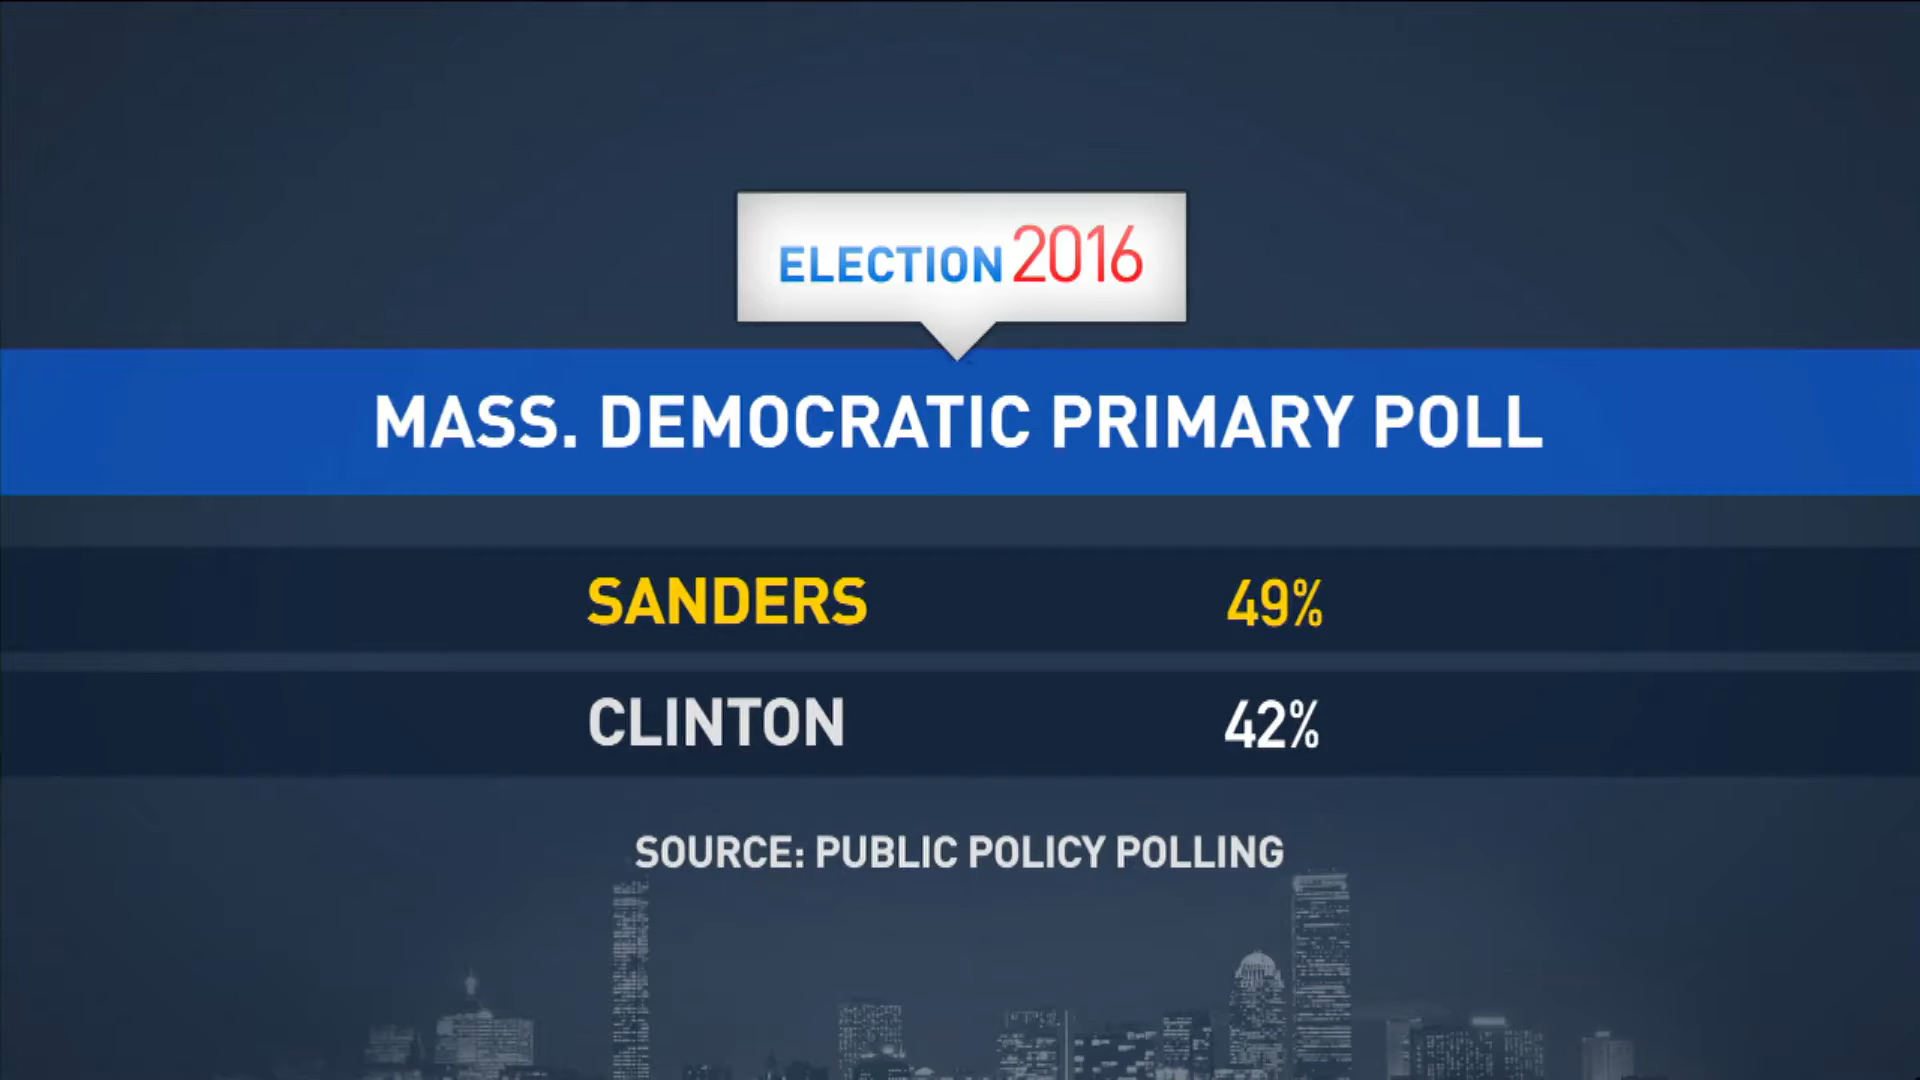 ELECTION 2016
MASS. DEMOCRATIC PRIMARY POLL
SANDERS 49%
CLINTON 42%
SOURCE: PUBLIC POLICY POLLING